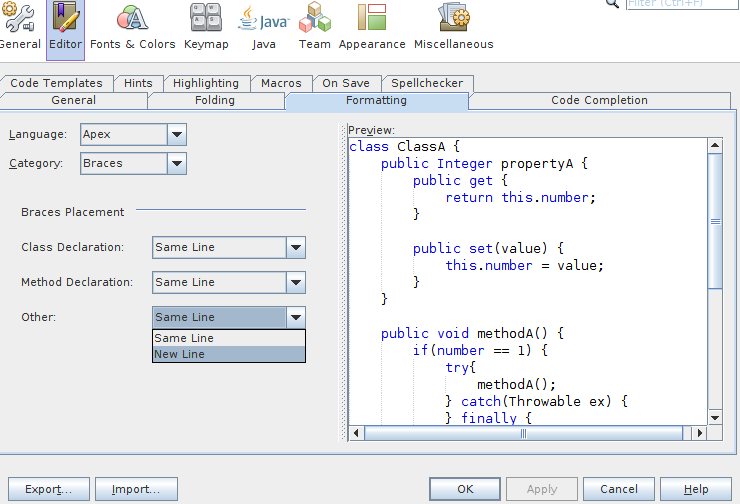 Filter (Ctrl+F)
General Editor Fonts & Colors Keymap Java Team Appearance Miscellaneous
Java
Code Templates Hints Highlighting Macros On Save Spellchecker
General Folding Formatting Code Completion
Language: Apex
Category: Braces
Braces Placement
Class Declaration: Same Line
Method Declaration: Same Line
Other: Same Line
Same Line
New Line
Preview:
class ClassA {
    public Integer propertyA {
        public get {
            return this.number;
        }

        public set(value) {
            this.number = value;
        }
    }

    public void methodA() {
        if(number == 1) {
            try{
                methodA();
            } catch(Throwable ex) {
            } finally {
Export... Import... OK Apply Cancel Help